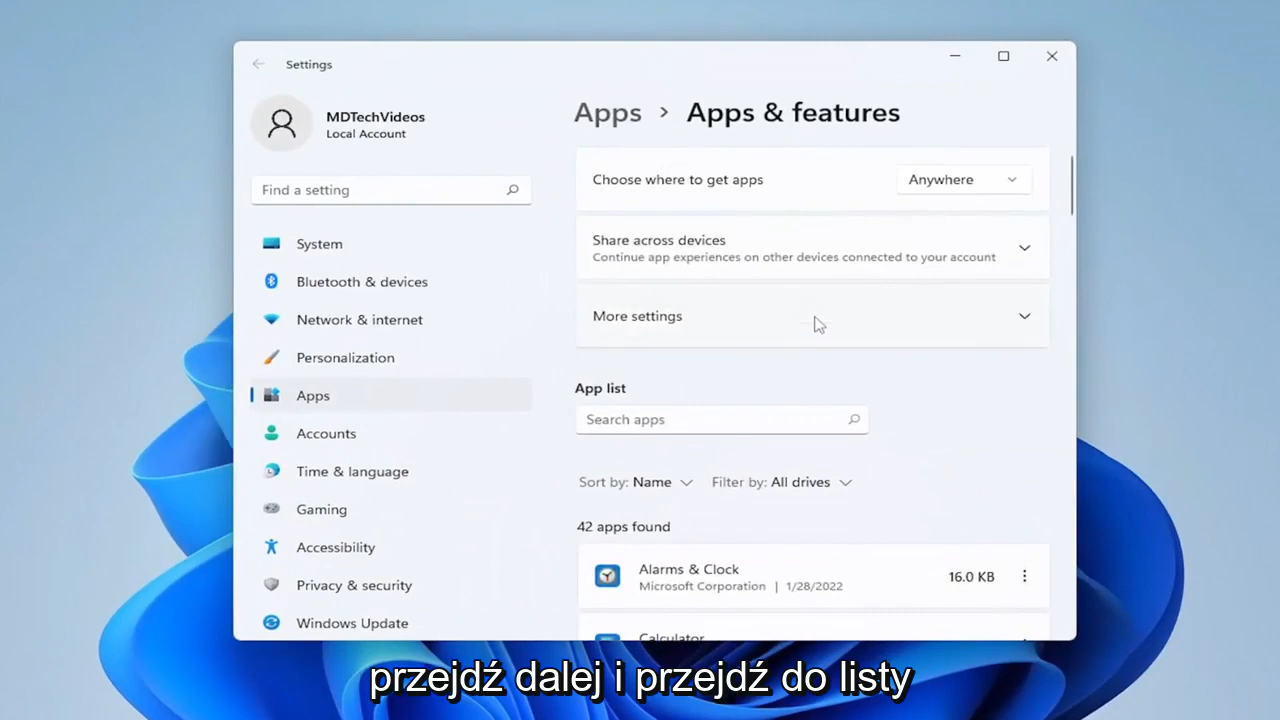 Settings
MDTechVideos
Local Account
Find a setting
System
Bluetooth & devices
Network & internet
Personalization
Apps
Accounts
Time & language
Gaming
Accessibility
Privacy & security
Windows Update
Apps > Apps & features
Choose where to get apps
Anywhere
Share across devices
Continue app experiences on other devices connected to your account
More settings
App list
Search apps
Sort by: Name Filter by: All drives
42 apps found
Alarms & Clock
Microsoft Corporation | 1/28/2022
16.0 KB
Calculator
przejdź dalej i przejdź do listy